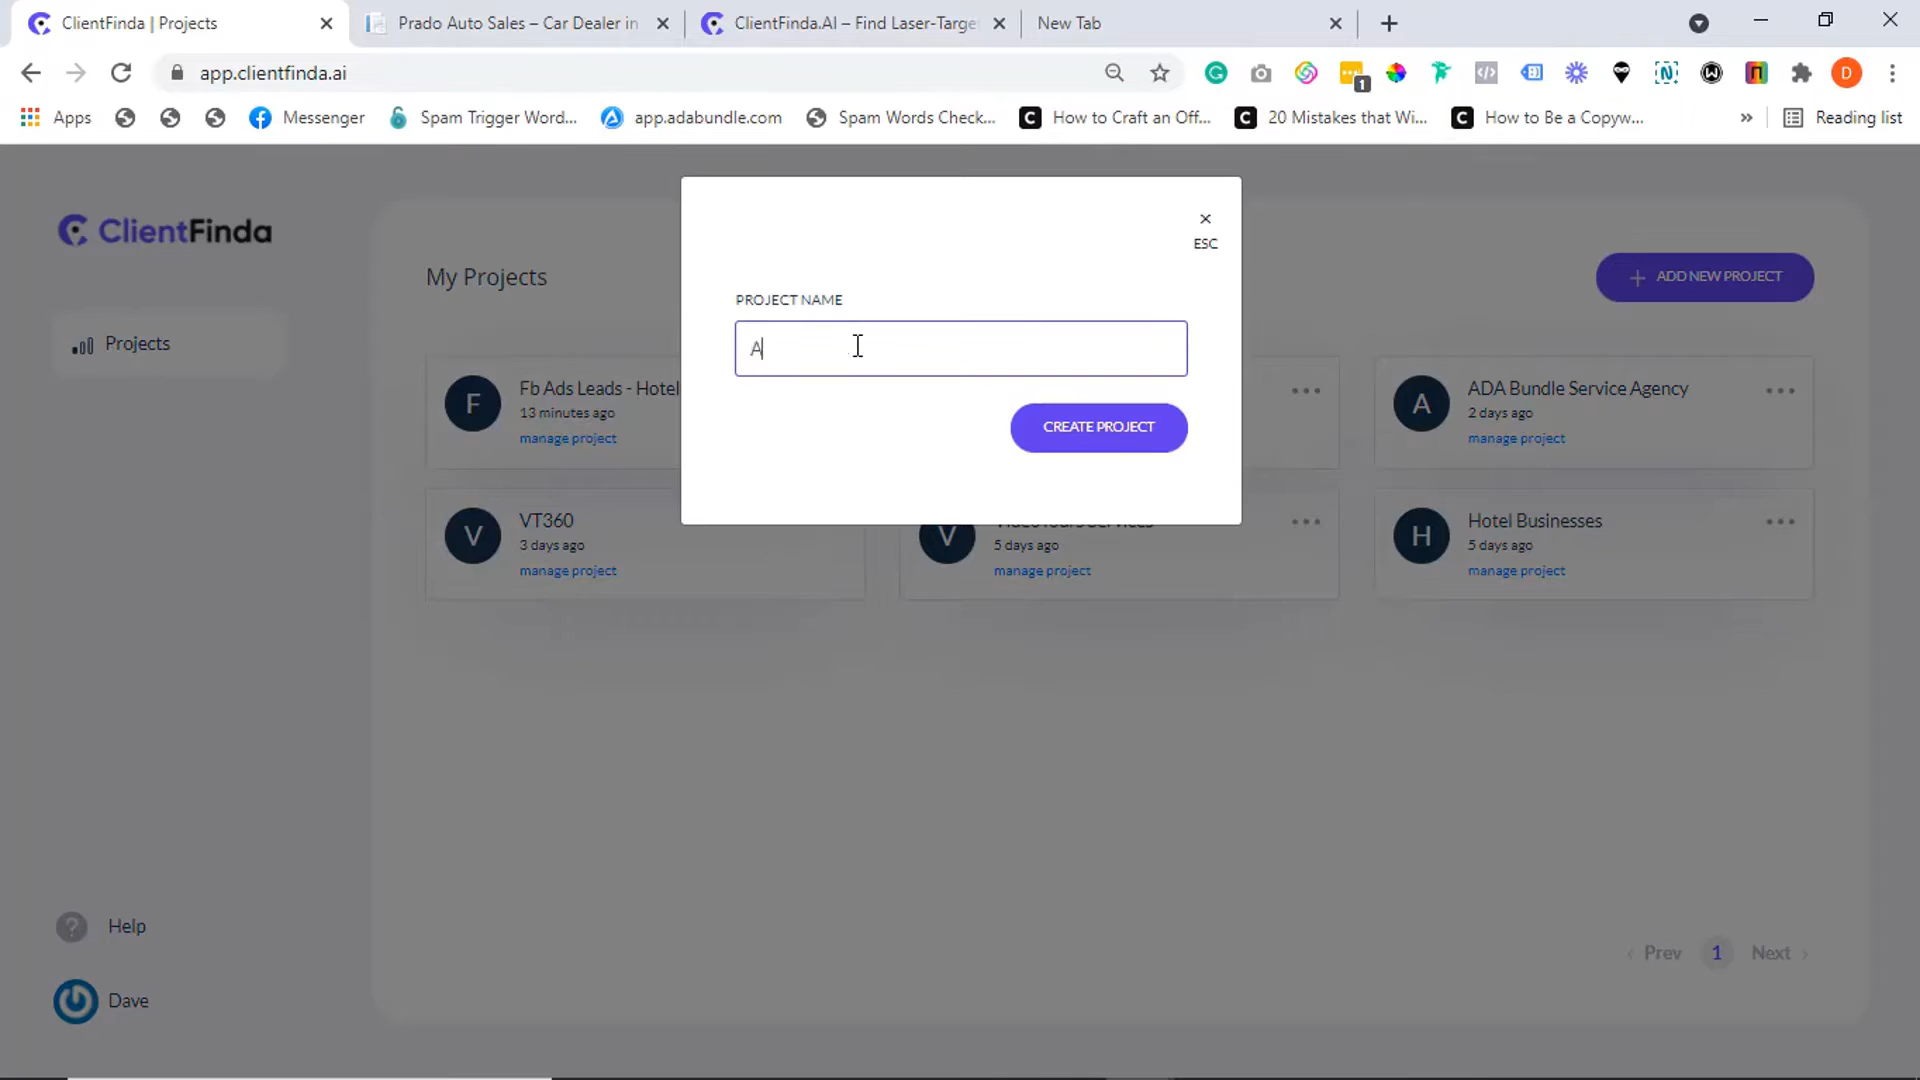 ClientFinda | Projects
Prado Auto Sales – Car Dealer in
ClientFinda.AI – Find Laser-Targe
New Tab
app.clientfinda.ai
1
D
Apps
Messenger
Spam Trigger Word...
app.adabundle.com
Spam Words Check...
C
How to Craft an Off...
C
20 Mistakes that Wi...
C
How to Be a Copyw...
»
Reading list
ClientFinda
Projects
Help
Dave
My Projects
ADD NEW PROJECT
ESC
PROJECT NAME
A
CREATE PROJECT
F
Fb Ads Leads - Hotel
13 minutes ago
manage project
A
ADA Bundle Service Agency
2 days ago
manage project
V
VT360
3 days ago
manage project
V
5 days ago
manage project
H
Hotel Businesses
5 days ago
manage project
‹ Prev 1 Next ›